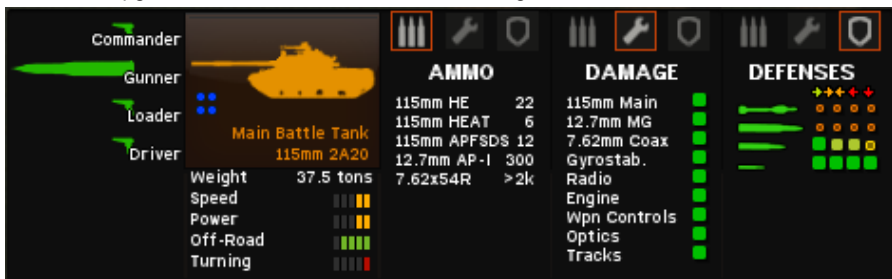 Commander
Gunner
Loader
Driver
Main Battle Tank
115mm 2A20
Weight 37.5 tons
Speed
Power
Off-Road
Turning
AMMO
115mm HE 22
115mm HEAT 6
115mm APFSDS 12
12.7mm AP-I 300
7.62x54R >2k
DAMAGE
115mm Main
12.7mm MG
7.62mm Coax
Gyrostab.
Radio
Engine
Wpn Controls
Optics
Tracks
DEFENSES